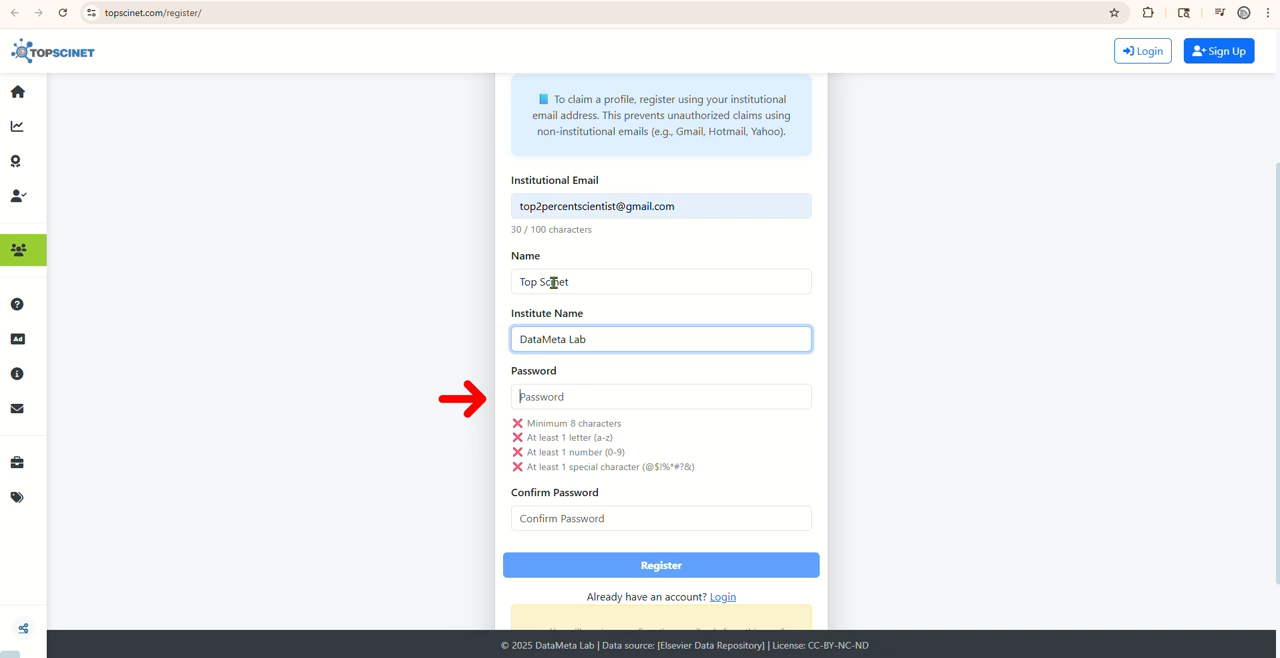 topscinet.com/register/
TOPSCINET
Login
Sign Up
📘 To claim a profile, register using your institutional
email address. This prevents unauthorized claims using
non-institutional emails (e.g., Gmail, Hotmail, Yahoo).
Institutional Email
top2percentscientist@gmail.com
30 / 100 characters
Name
Top Scinet
Institute Name
DataMeta Lab
Password
Password
❌ Minimum 8 characters
❌ At least 1 letter (a-z)
❌ At least 1 number (0-9)
❌ At least 1 special character (@$!%*#?&)
Confirm Password
Confirm Password
Register
Already have an account? Login
Ad
© 2025 DataMeta Lab | Data source: [Elsevier Data Repository] | License: CC-BY-NC-ND